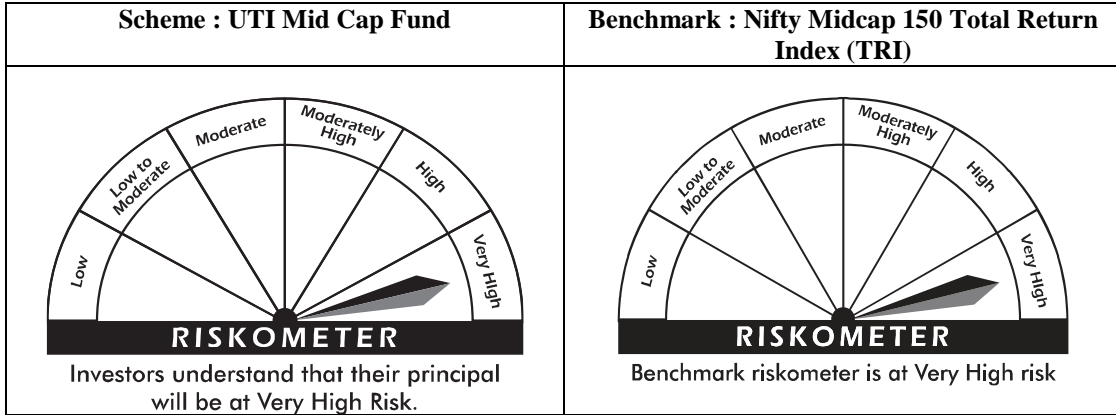 Scheme : UTI Mid Cap Fund
Benchmark : Nifty Midcap 150 Total Return
Index (TRI)
Low
Low to
Moderate
Moderate
Moderately
High
High
Very HIgh
RISKOMETER
Investors understand that their principal
will be at Very High Risk.
Low
Low to
Moderate
Moderate
Moderately
High
High
Very HIgh
RISKOMETER
Benchmark riskometer is at Very High risk